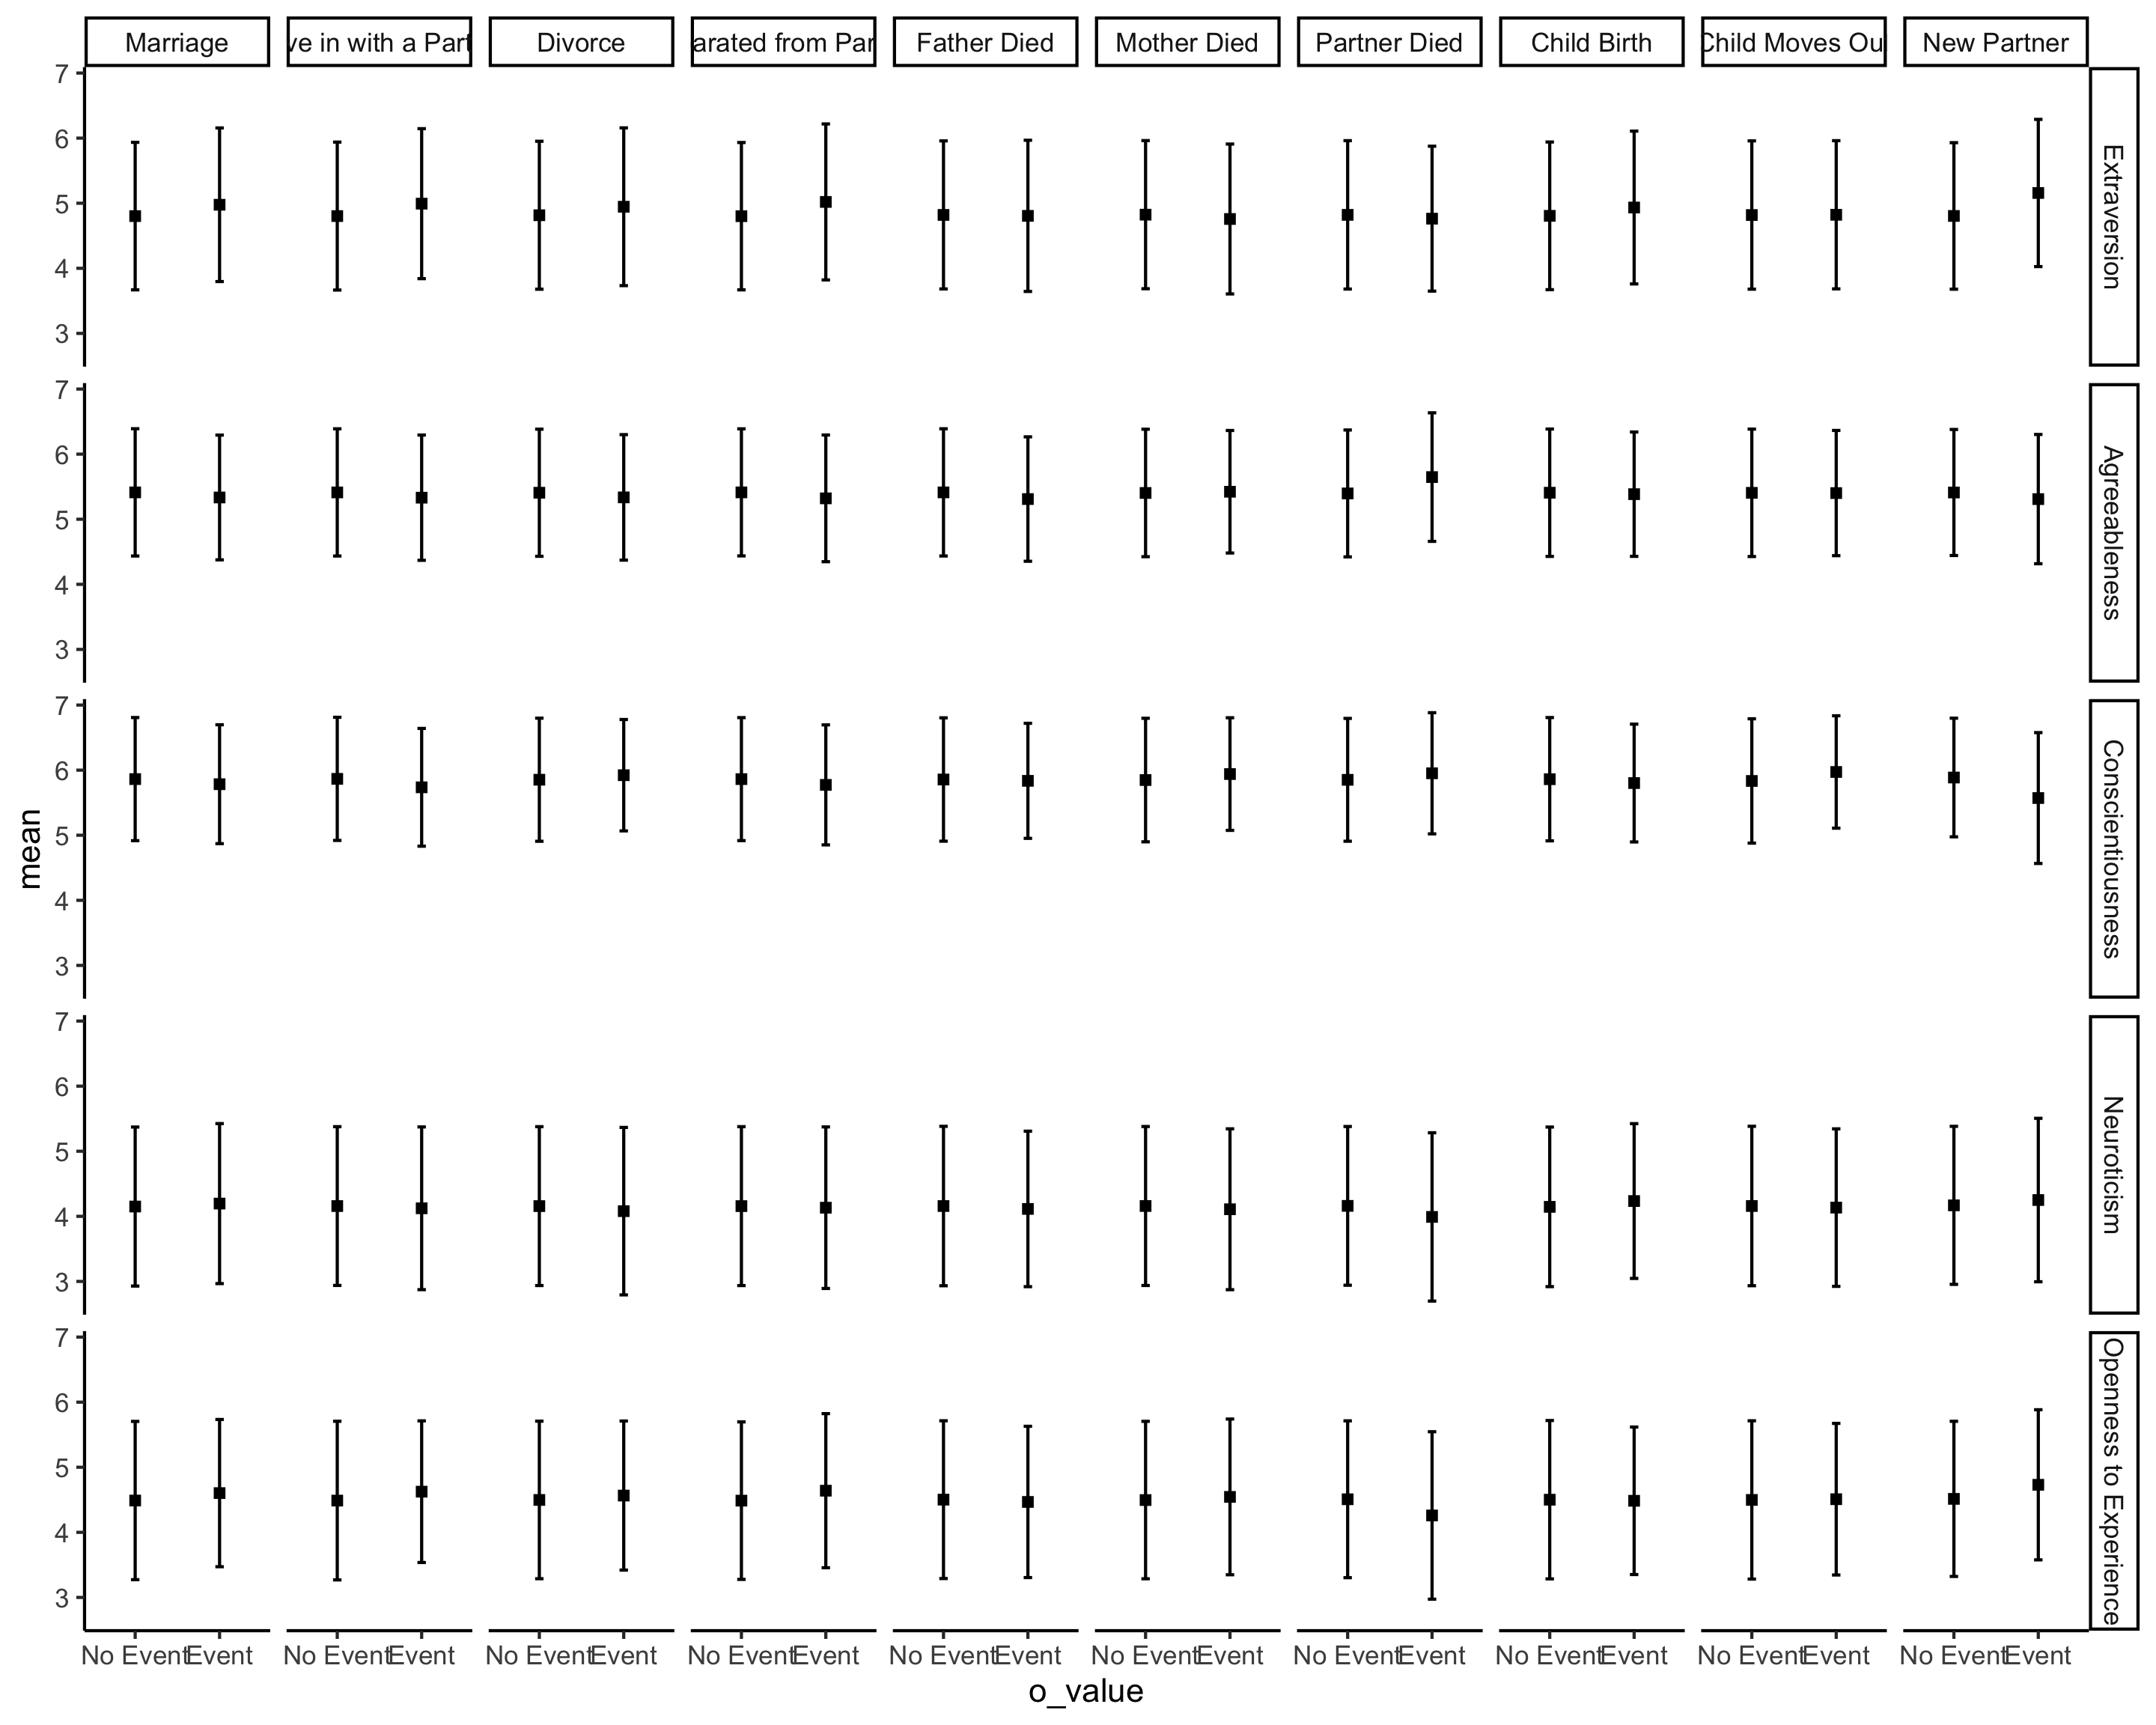 Marriage
ve in with a Part
Divorce
arated from Par
Father Died
Mother Died
Partner Died
Child Birth
Child Moves Ou
New Partner
mean
7
6
5
4
3
Extraversion
7
6
5
4
3
Agreeableness
7
6
5
4
3
Conscientiousness
7
6
5
4
3
Neuroticism
7
6
5
4
3
Openness to Experience
No Event Event No Event Event No Event Event No Event Event No Event Event No Event Event No Event Event No Event Event No Event Event No Event Event
o_value